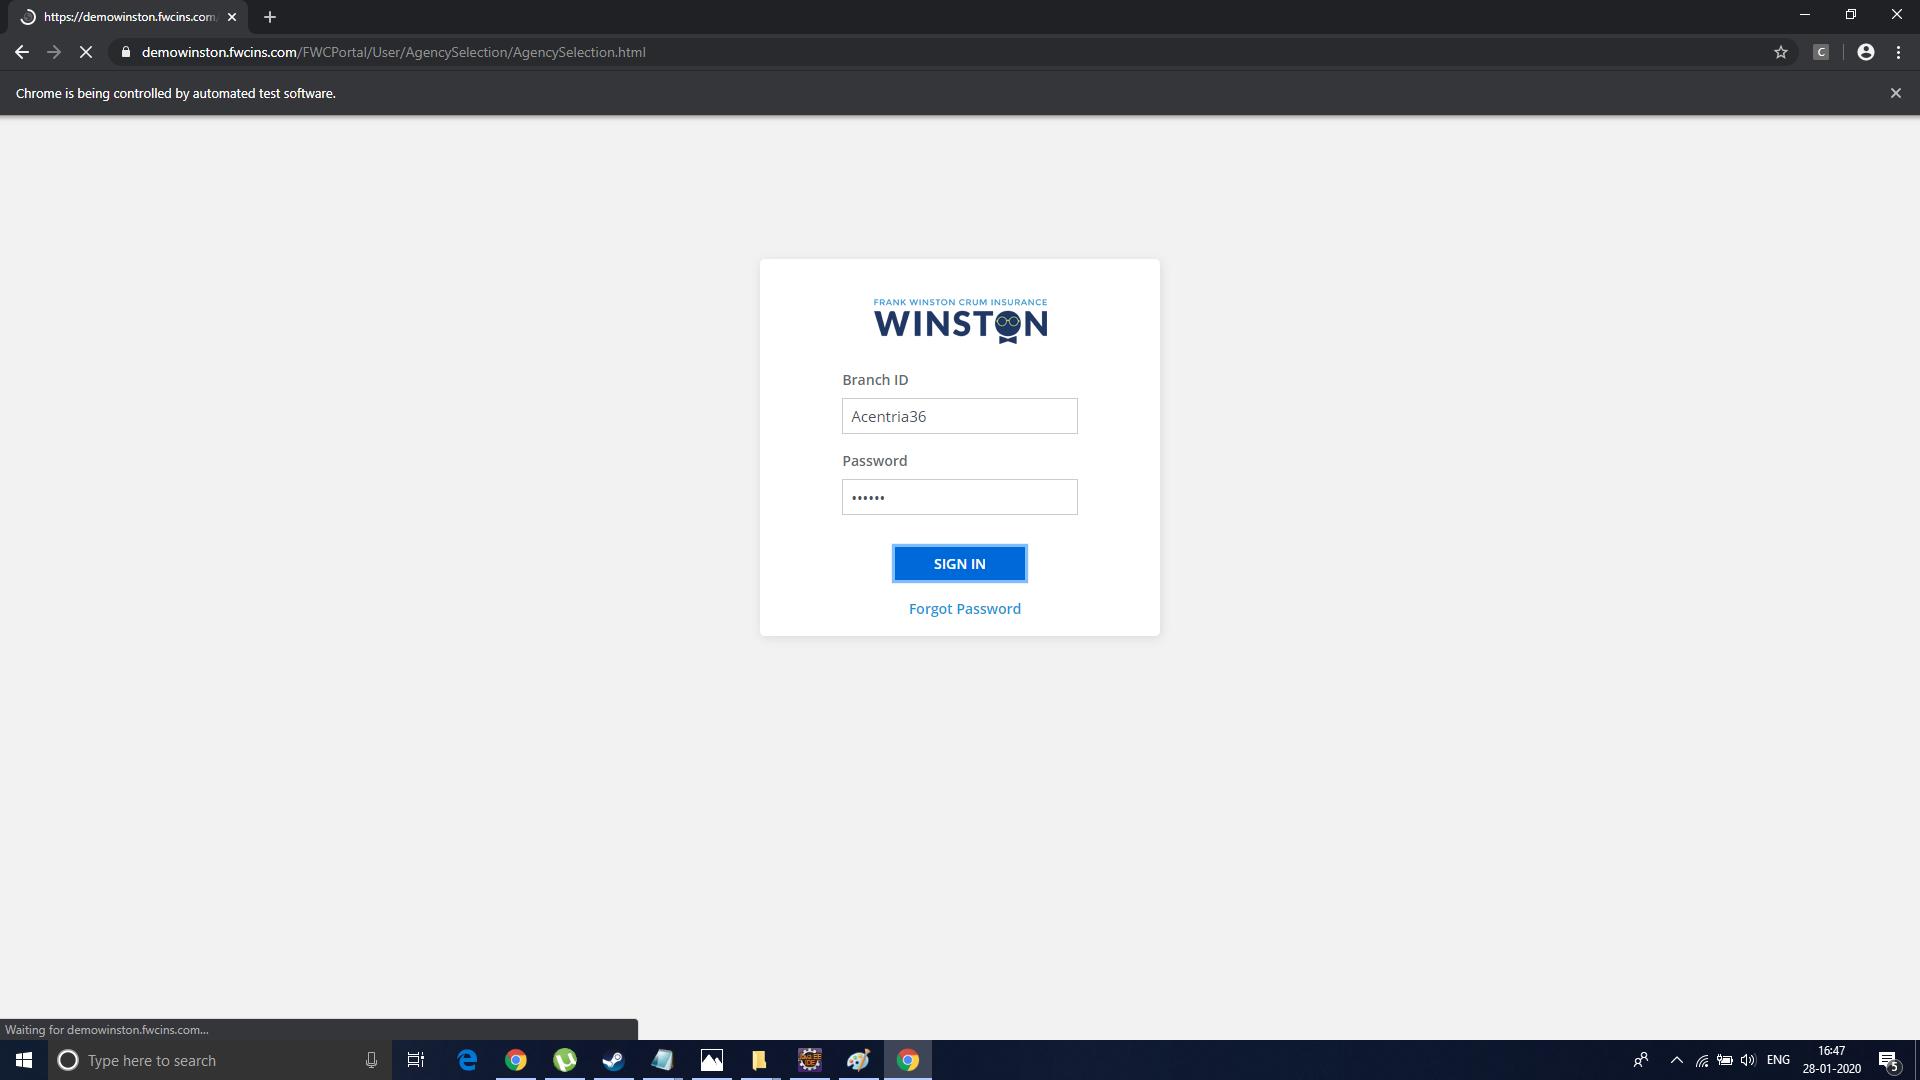 https://demowinston.fwcins.com/
demowinston.fwcins.com/FWCPortal/User/AgencySelection/AgencySelection.html
C
Chrome is being controlled by automated test software.
FRANK WINSTON CRUM INSURANCE
WINSTON
Branch ID
Acentria36
Password
••••••
SIGN IN
Forgot Password
Waiting for demowinston.fwcins.com...
Type here to search
ENG
16:47
28-01-2020
5